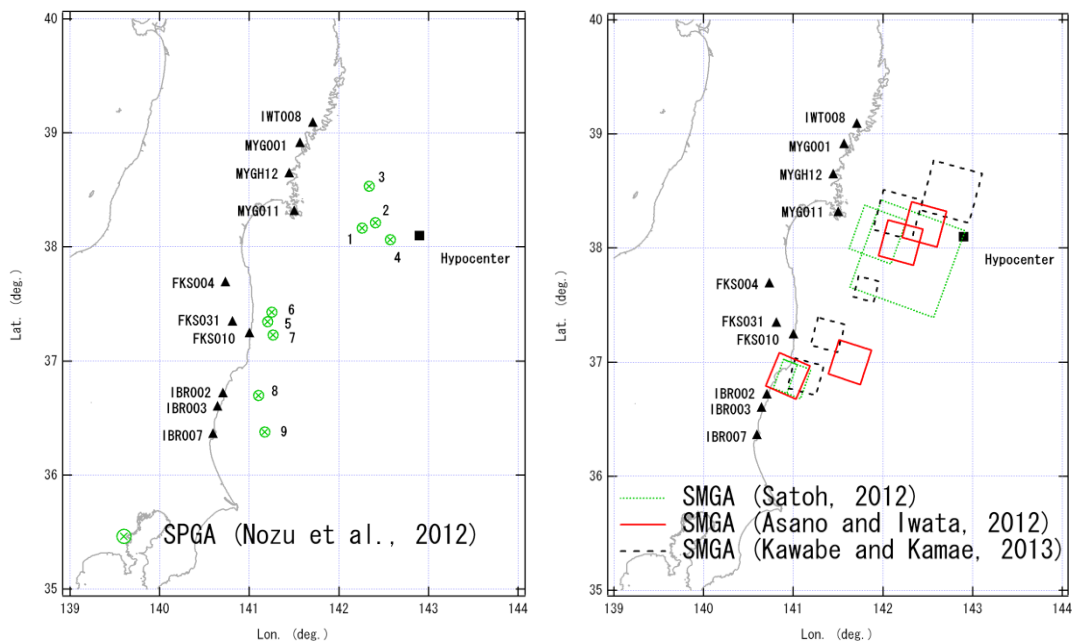 40
39
38
37
36
35
Lat. (deg.)
IWT008
MYG001
MYGH12
MYG011
3
2
1
4
Hypocenter
FKS004
FKS031
FKS010
6
5
7
IBR002
IBR003
IBR007
8
9
SPGA (Nozu et al., 2012)
139
140
141
142
143
144
Lon. (deg.)
40
39
38
37
36
35
Lat. (deg.)
IWT008
MYG001
MYGH12
MYG011
Hypocenter
FKS004
FKS031
FKS010
IBR002
IBR003
IBR007
SMGA (Satoh, 2012)
SMGA (Asano and Iwata, 2012)
SMGA (Kawabe and Kamae, 2013)
139
140
141
142
143
144
Lon. (deg.)